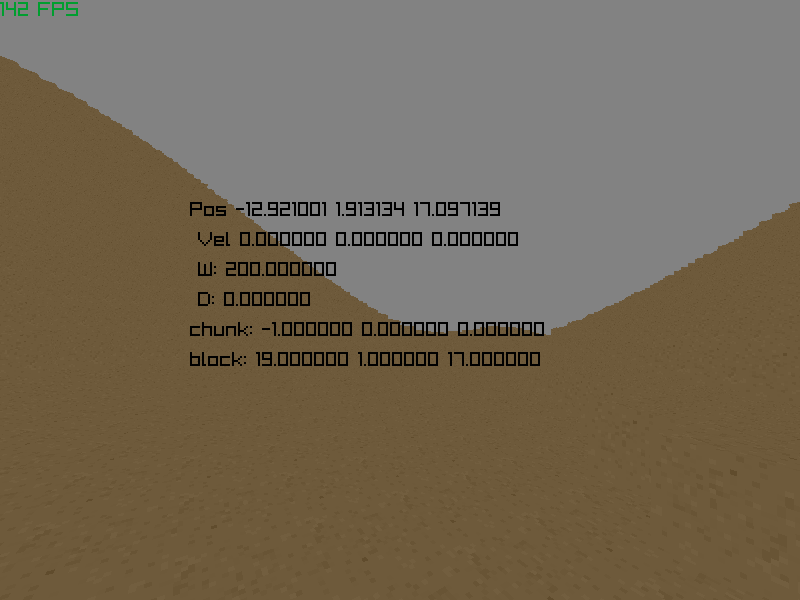 142 FPS
Pos -12.921001 1.913134 17.097139
Vel 0.000000 0.000000 0.000000
W: 200.000000
D: 0.000000
chunk: -1.000000 0.000000 0.000000
block: 19.000000 1.000000 17.000000